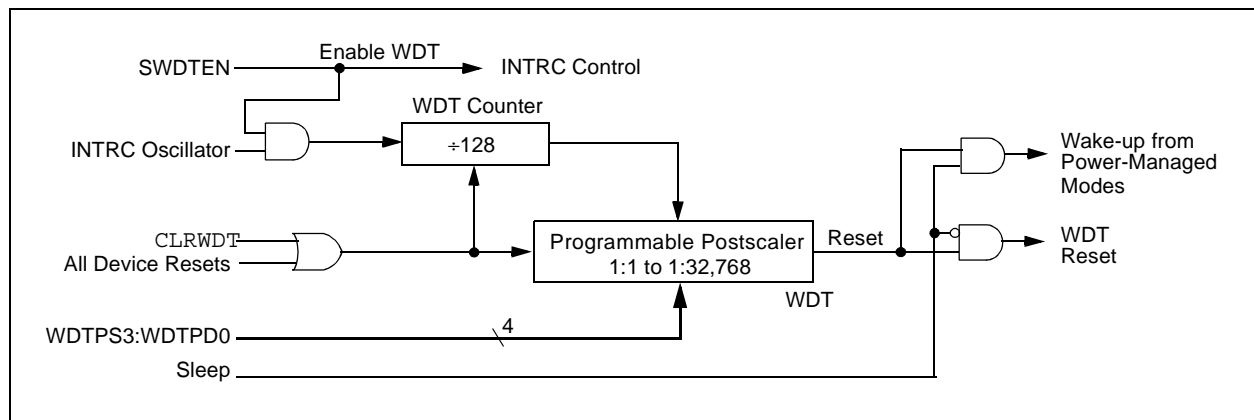 Enable WDT
SWDTEN
INTRC Control
WDT Counter
÷128
INTRC Oscillator
Wake-up from
Power-Managed
Modes
CLRWDT
All Device Resets
Programmable Postscaler
1:1 to 1:32,768
Reset
WDT
Reset
WDT
4
WDTPS3:WDTPD0
Sleep